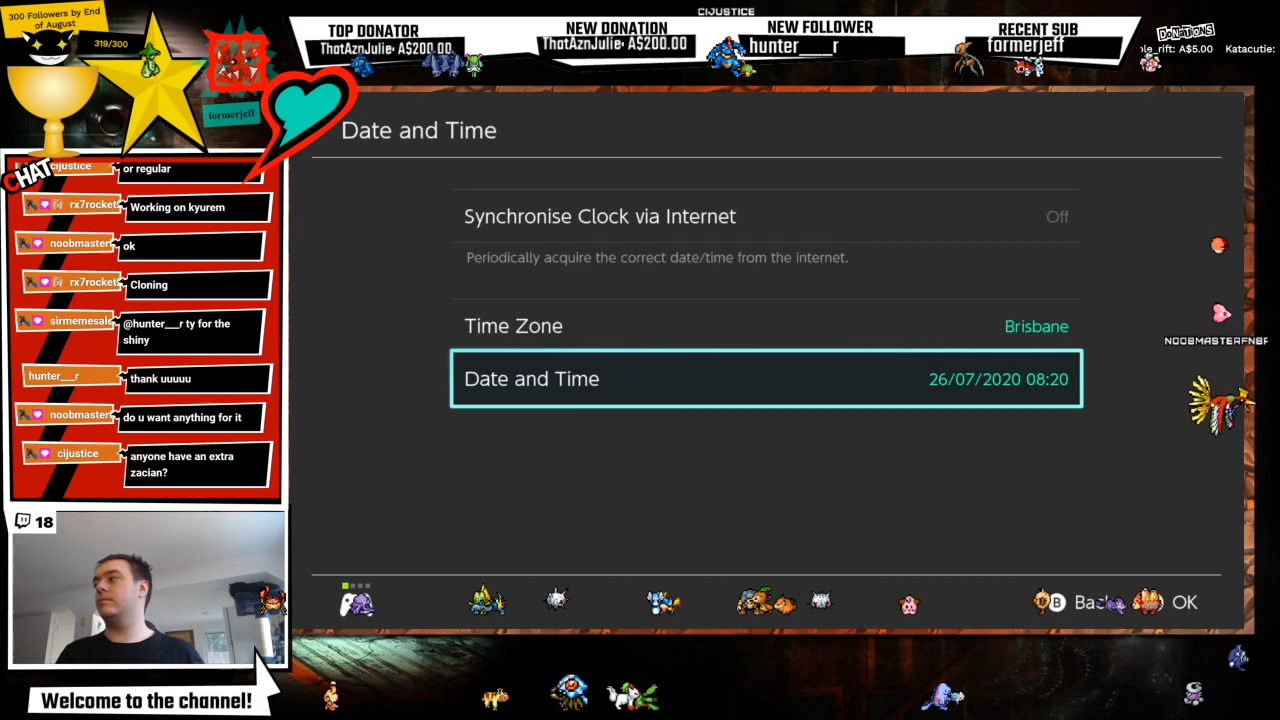 300 Followers by End
of August
319/300
formerjeff
CIJUSTICE
TOP DONATOR
ThatAznJulie: A$200.00
NEW DONATION
ThatAznJulie: A$200.00
NEW FOLLOWER
hunter___r
RECENT SUB
formerjeff
DONATIONS
le_rift: A$5.00 Katacutie:
CHAT
cijustice
or regular
rx7rocket
Working on kyurem
noobmaster
ok
rx7rocket
Cloning
sirmemesale
@hunter___r ty for the
shiny
hunter___r
thank uuuuu
noobmaster
do u want anything for it
cijustice
anyone have an extra
zacian?
18
Welcome to the channel!
Date and Time
Synchronise Clock via Internet Off
Periodically acquire the correct date/time from the internet.
Time Zone Brisbane
Date and Time 26/07/2020 08:20
B Back OK
NOOBMASTERFNBR